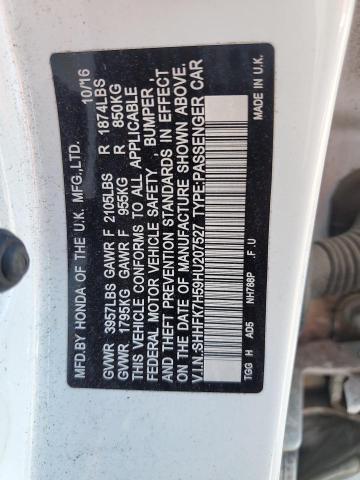 MFD.BY HONDA OF THE U.K. MFG.,LTD. 10/16
GVWR 3957LBS GAWR F 2105LBS R 1874LBS
GVWR 1795KG GAWR F 955KG R 850KG
THIS VEHICLE CONFORMS TO ALL APPLICABLE
FEDERAL MOTOR VEHICLE SAFETY , BUMPER ,
AND THEFT PREVENTION STANDARDS IN EFFECT
ON THE DATE OF MANUFACTURE SHOWN ABOVE.
V.I.N.:SHHFK7H59HU207527 TYPE:PASSENGER CAR
TGG H AD5 NH788P .F.U MADE IN U.K.